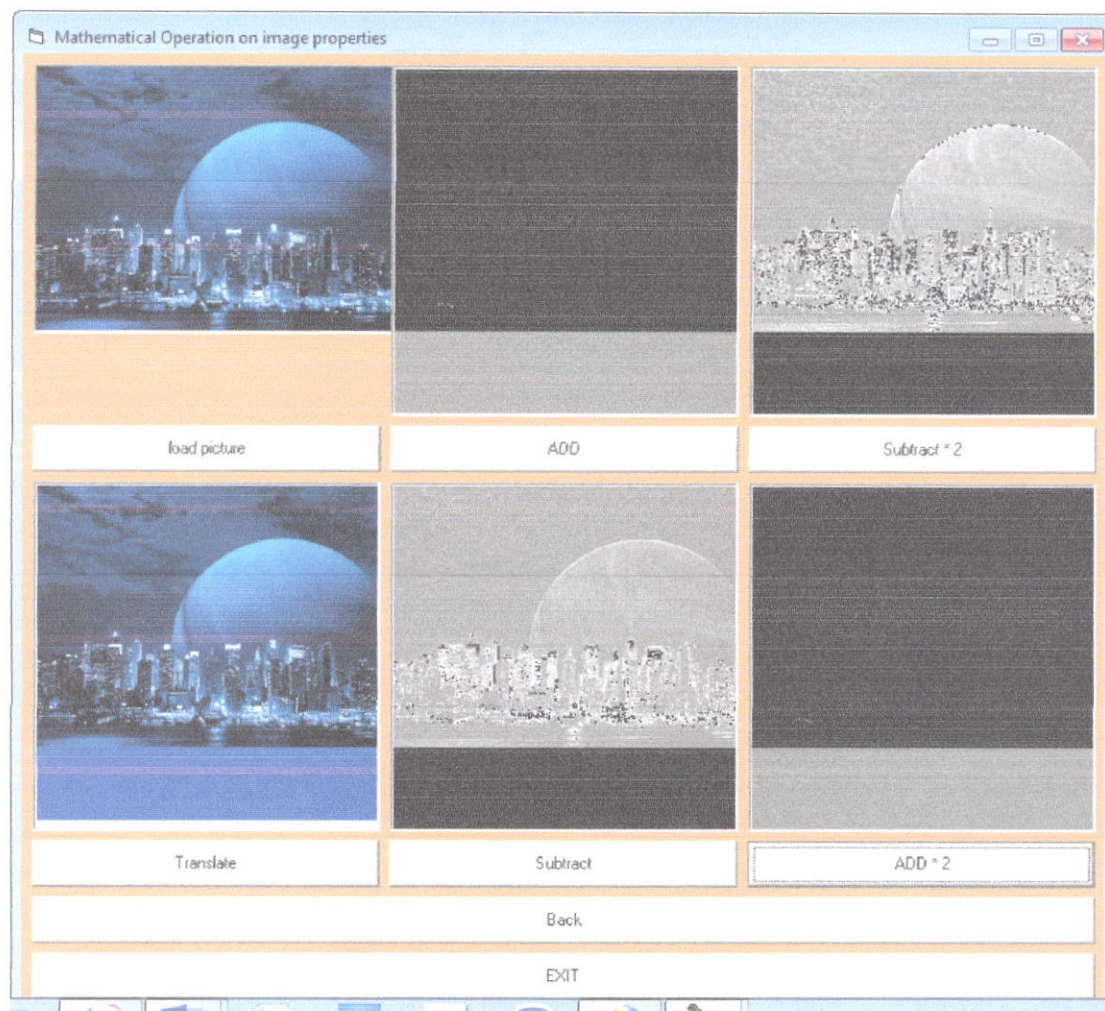 Mathematical Operation on image properties
load picture
ADD
Subtract * 2
Translate
Subtract
ADD * 2
Back
EXIT